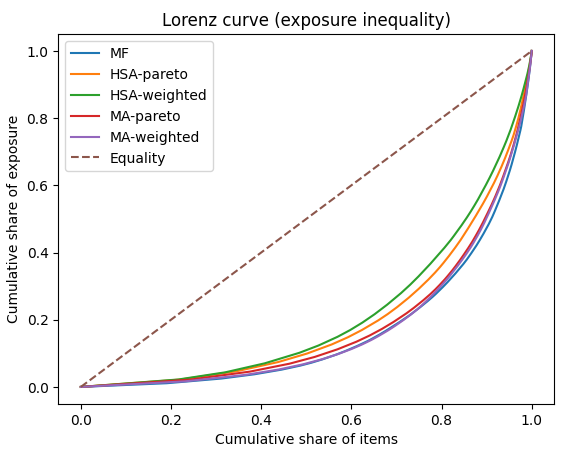 Lorenz curve (exposure inequality)
MF
HSA-pareto
HSA-weighted
MA-pareto
MA-weighted
Equality
Cumulative share of exposure
1.0
0.8
0.6
0.4
0.2
0.0
0.0 0.2 0.4 0.6 0.8 1.0
Cumulative share of items